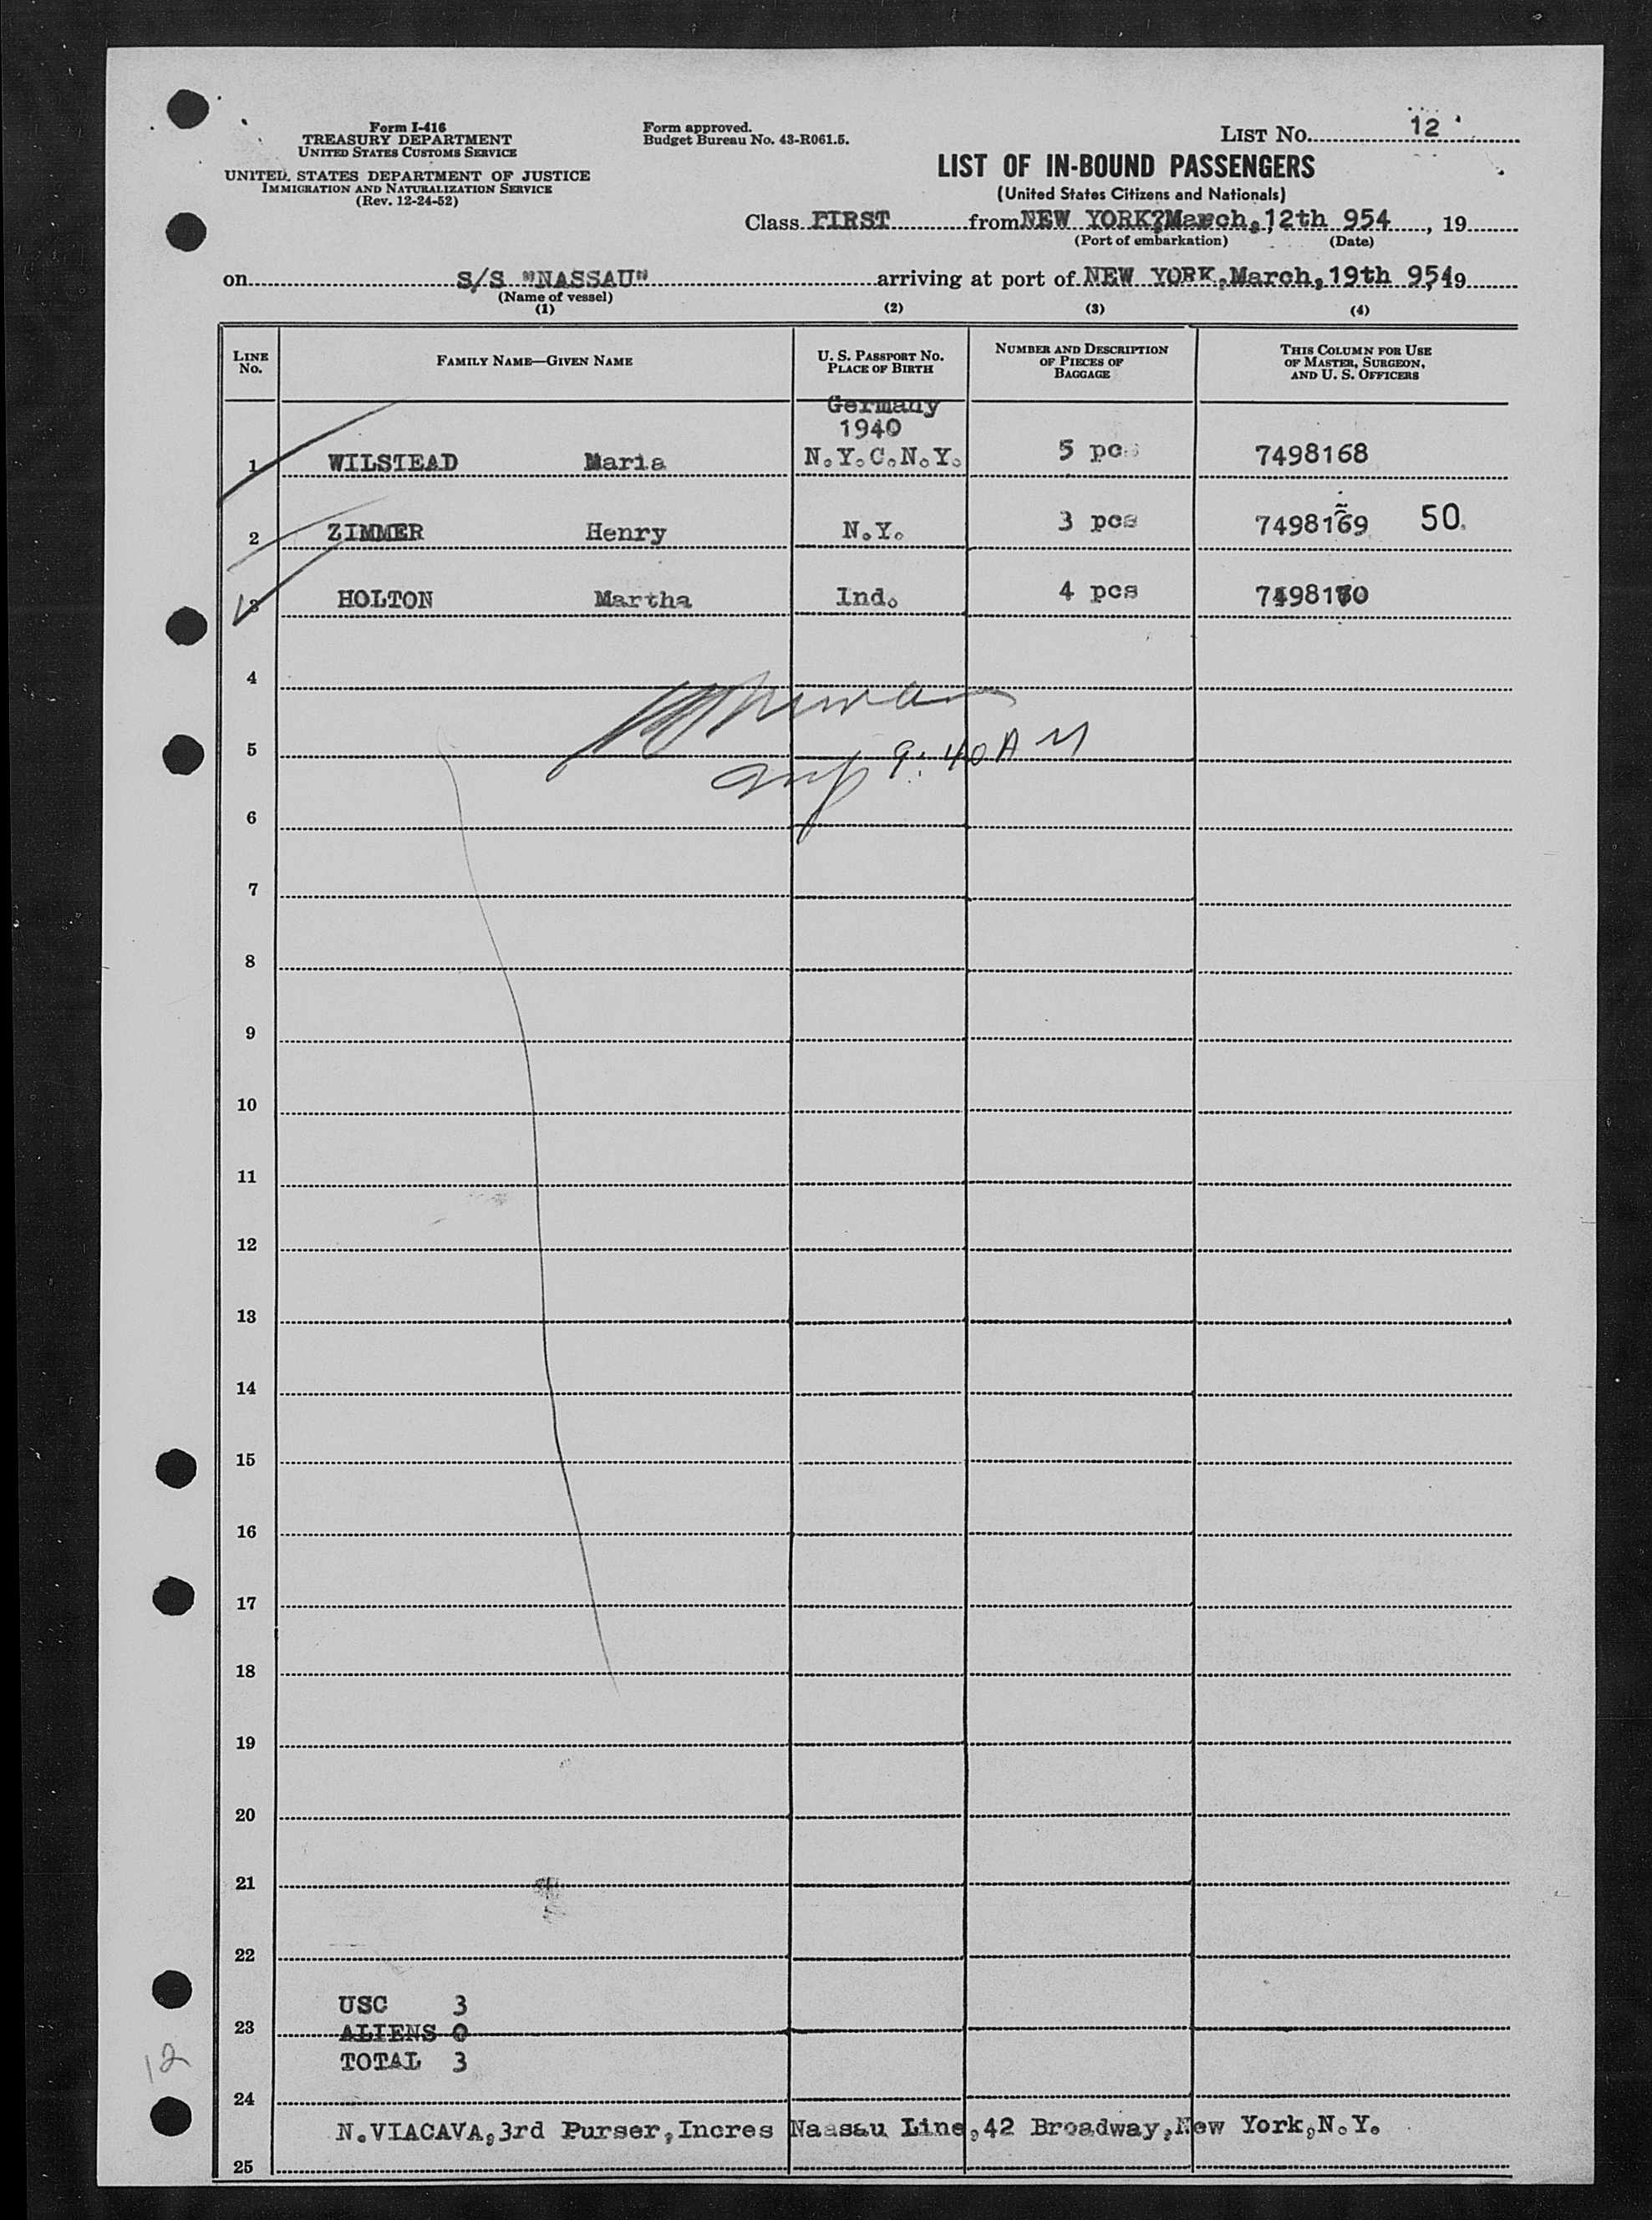 Form I-416
TREASURY DEPARTMENT
UNITED STATES CUSTOMS SERVICE
UNITED STATES DEPARTMENT OF JUSTICE
IMMIGRATION AND NATURALIZATION SERVICE
(Rev. 12-24-52)
Form approved.
Budget Bureau No. 43-R061.5.
LIST NO. 12
LIST OF IN-BOUND PASSENGERS
(United States Citizens and Nationals)
Class FIRST from NEW YORK?March,12th 954, 19
(Port of embarkation) (Date)
on S/S "NASSAU" arriving at port of NEW YORK,March,19th 954, 19
(Name of vessel)
(1) (2) (3) (4)
LINE NO. FAMILY NAME—GIVEN NAME U. S. PASSPORT NO. PLACE OF BIRTH NUMBER AND DESCRIPTION OF PIECES OF BAGGAGE THIS COLUMN FOR USE OF MASTER, SURGEON, AND U. S. OFFICERS
Germany
1940
1 WILSTEAD Maria N.Y.C.N.Y. 5 pcs 7498168
2 ZIMMER Henry N.Y. 3 pcs 7498169 50.
3 HOLTON Martha Ind. 4 pcs 7498170
4
5 9:40 AM
6
7
8
9
10
11
12
13
14
15
16
17
18
19
20
21
22
USC 3
23 ALIENS 0
TOTAL 3
12
24
N.VIACAVA,3rd Purser,Incres Naasau Line,42 Broadway,New York,N.Y.
25